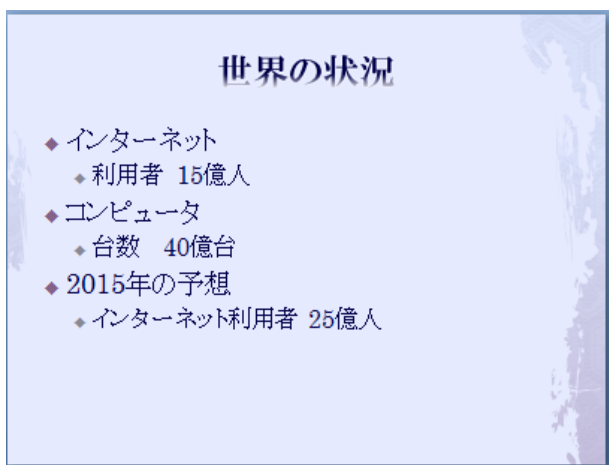 世界の状況
インターネット
利用者 15億人
コンピュータ
台数　40億台
2015年の予想
インターネット利用者 25億人